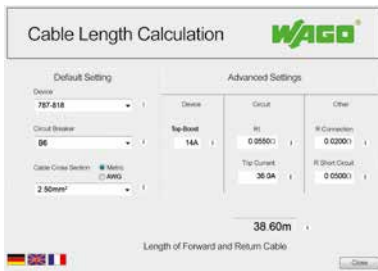 Cable Length Calculation
WAGO
Default Setting
Advanced Settings
Device
787-818
Circuit Breaker
B6
Cable Cross Section
Metric
AWG
2.50mm²
Device
Circuit
Other
Top-Boost
14A
Ri
0.0550Ω
R Connection
0.0200Ω
Trip Current
36.0A
R Short Circuit
0.0500Ω
38.60m
Length of Forward and Return Cable
Close